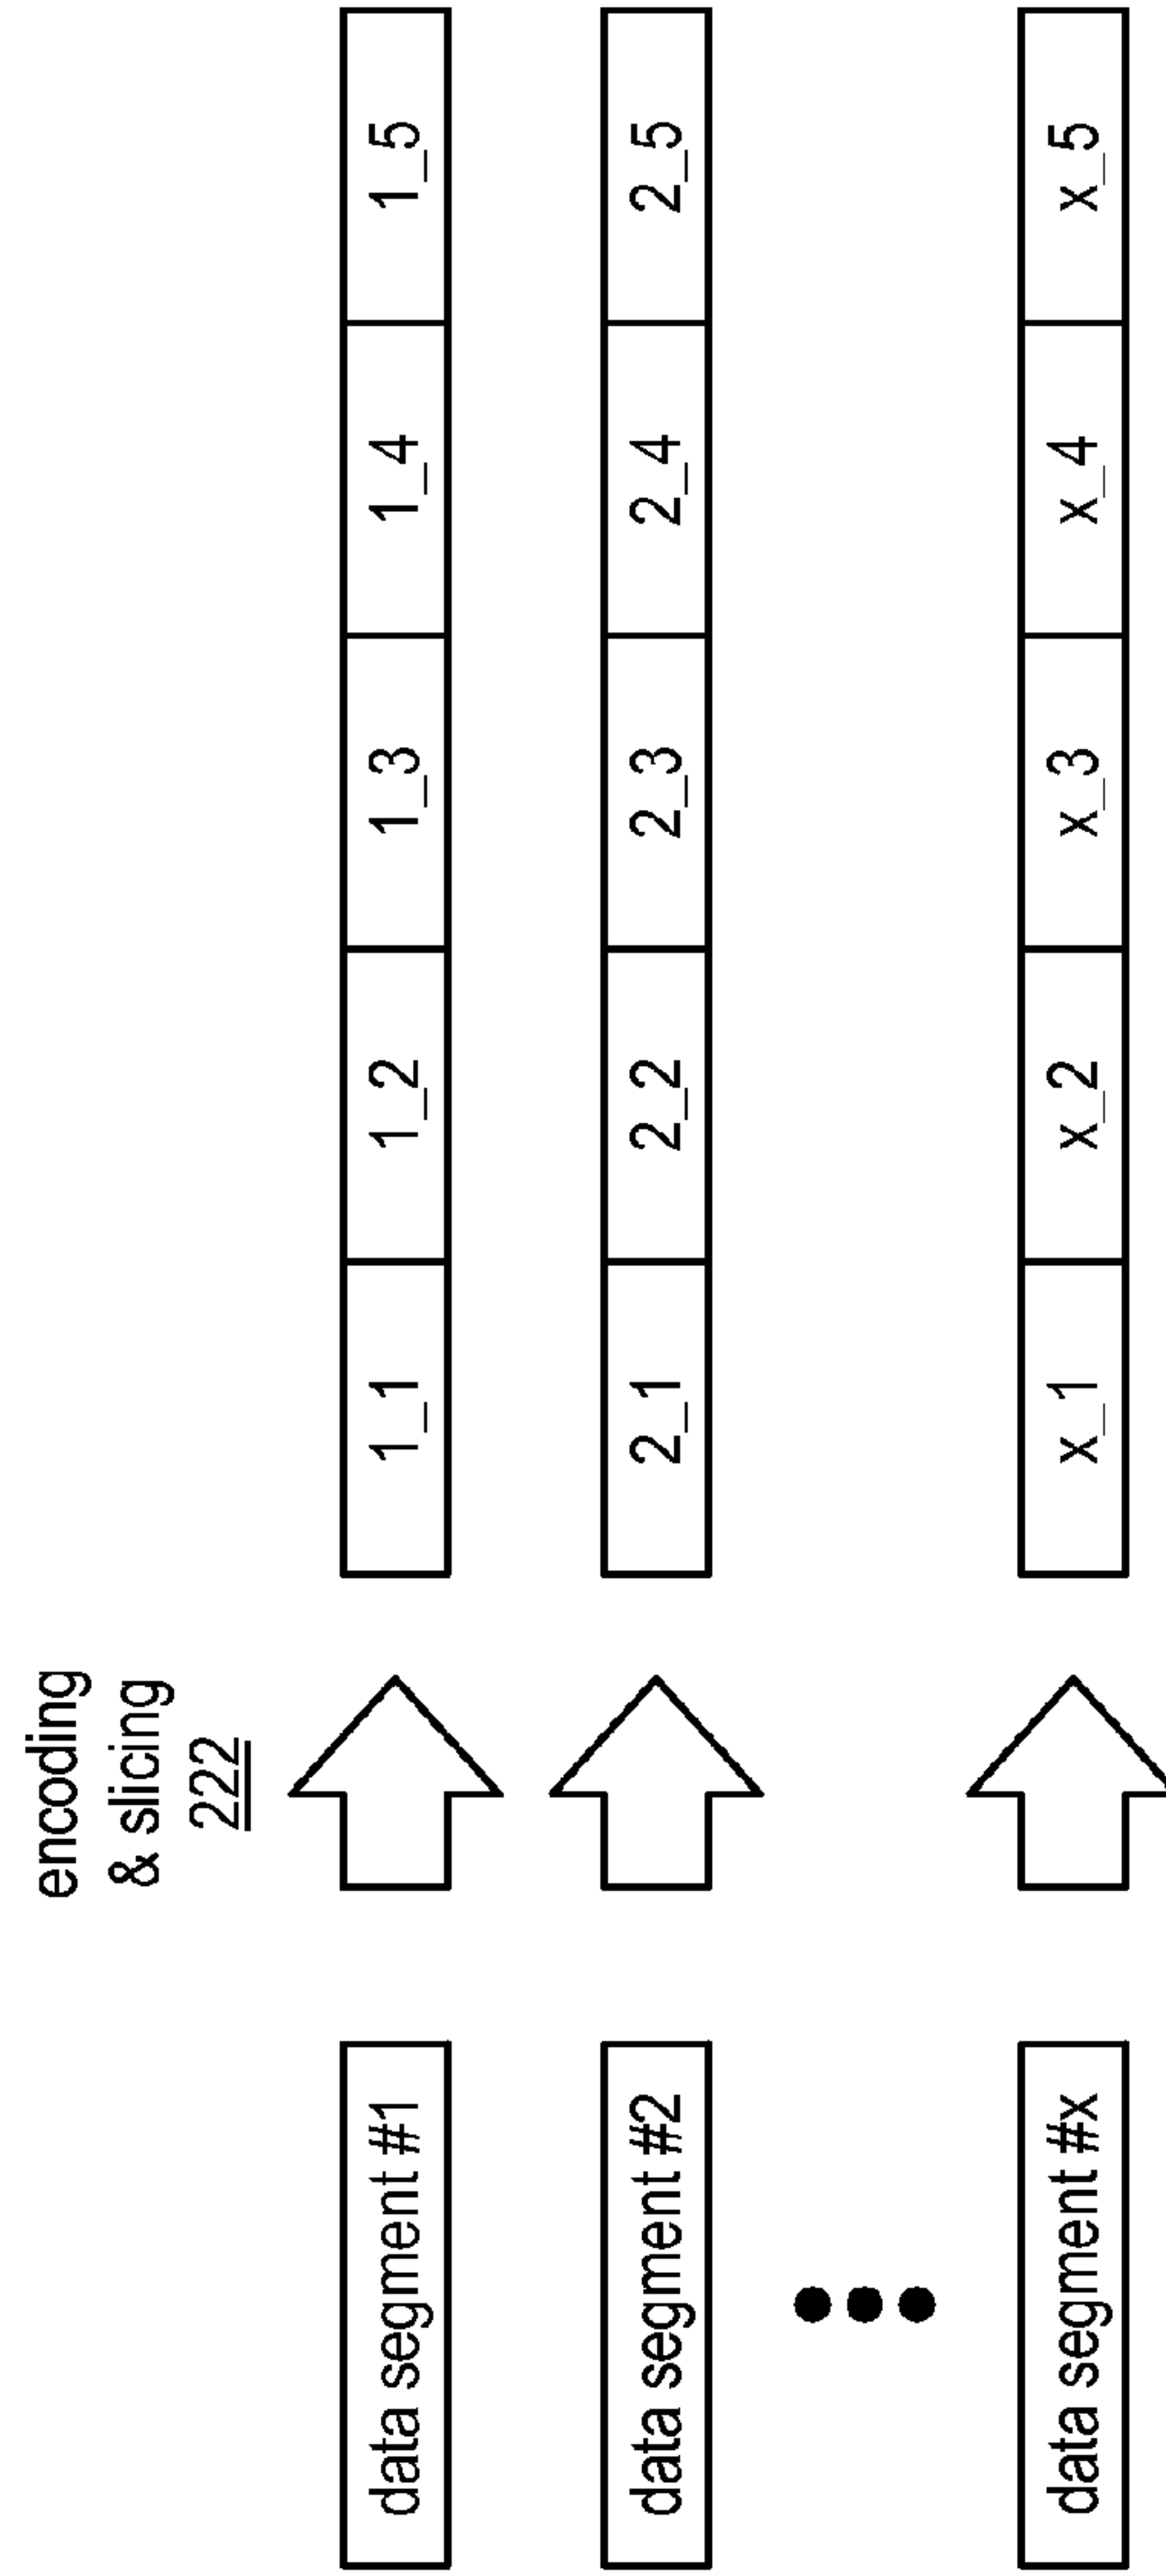 encoding
& slicing
222
data segment #1
1_1 1_2 1_3 1_4 1_5
data segment #2
2_1 2_2 2_3 2_4 2_5
data segment #x
x_1 x_2 x_3 x_4 x_5